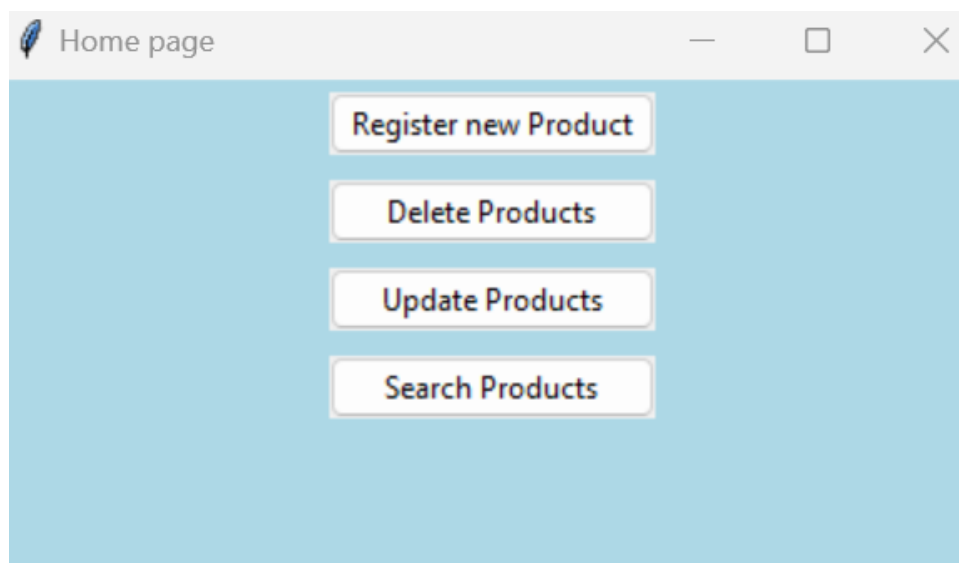 Home page
Register new Product
Delete Products
Update Products
Search Products